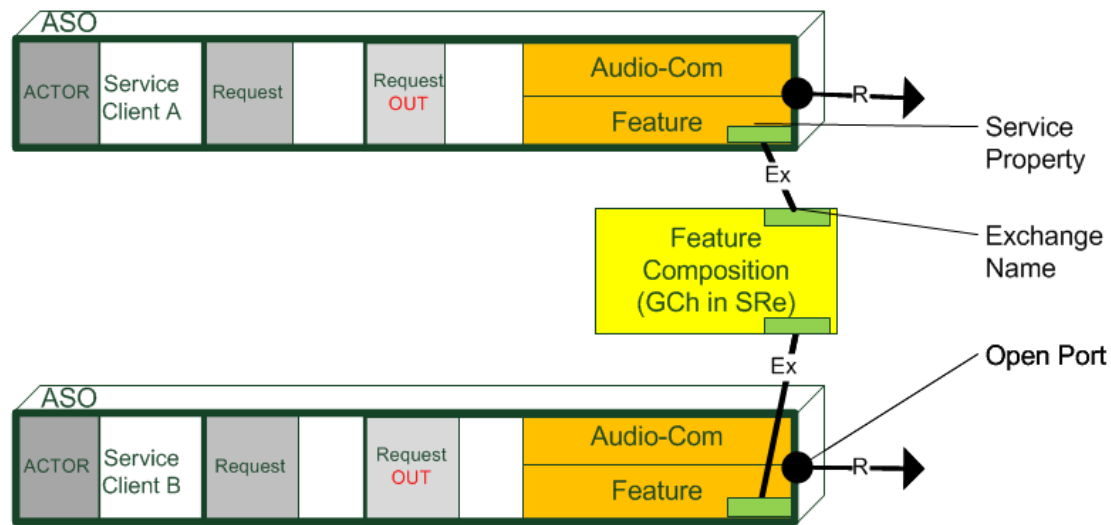 ASO
ACTOR
Service
Client A
Request
Request
OUT
Audio-Com
Feature
R
Service
Property
Ex
Feature
Composition
(GCh in SRe)
Exchange
Name
Ex
Open Port
ASO
ACTOR
Service
Client B
Request
Request
OUT
Audio-Com
Feature
R